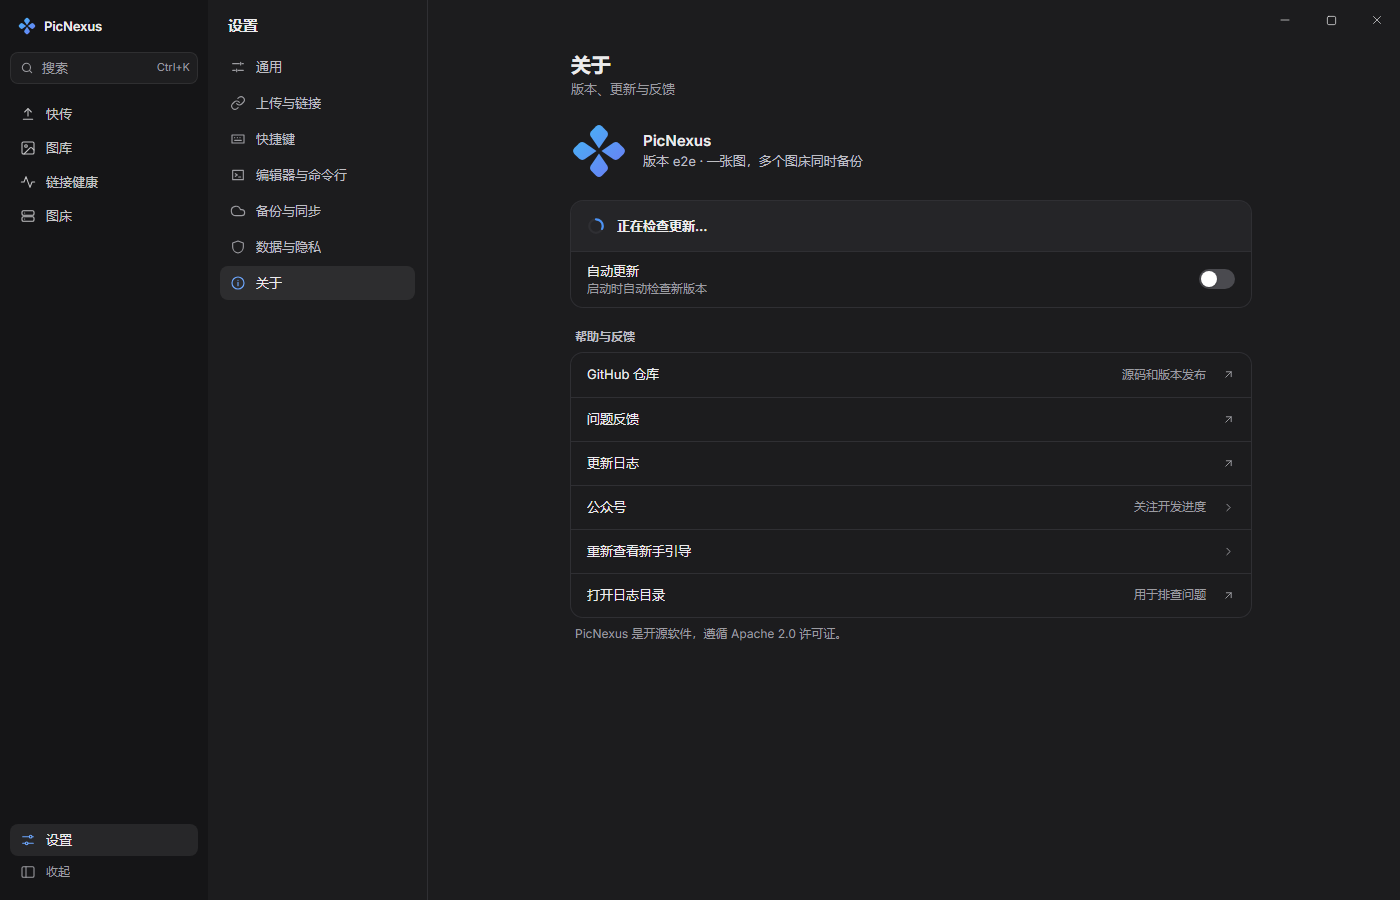 PicNexus
搜索 Ctrl+K
快传
图库
链接健康
图床
设置
收起
设置
通用
上传与链接
快捷键
编辑器与命令行
备份与同步
数据与隐私
关于
关于
版本、更新与反馈
PicNexus
版本 e2e · 一张图，多个图床同时备份
正在检查更新...
自动更新
启动时自动检查新版本
帮助与反馈
GitHub 仓库 源码和版本发布
问题反馈
更新日志
公众号 关注开发进度
重新查看新手引导
打开日志目录 用于排查问题
PicNexus 是开源软件，遵循 Apache 2.0 许可证。